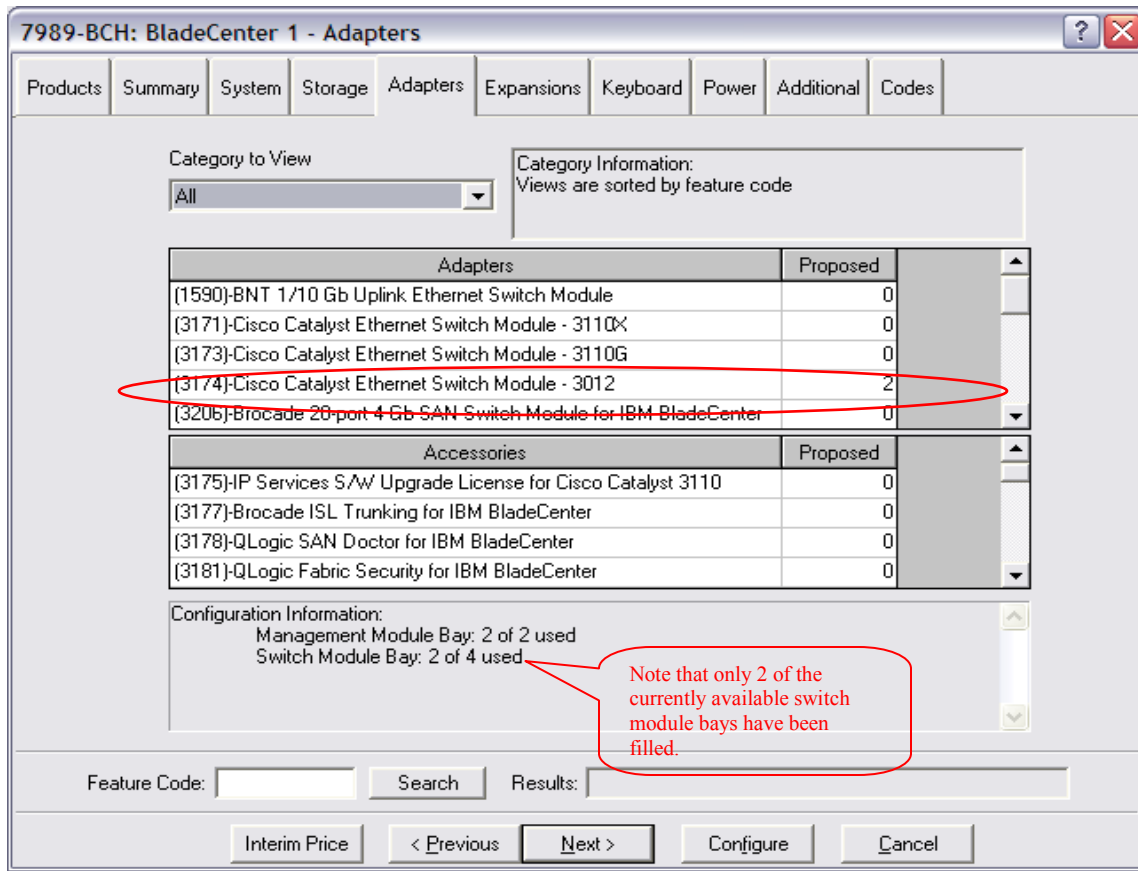 7989-BCH: BladeCenter 1 - Adapters
?
Products Summary System Storage Adapters Expansions Keyboard Power Additional Codes
Category to View
All
Category Information:
Views are sorted by feature code
Adapters Proposed
(1590)-BNT 1/10 Gb Uplink Ethernet Switch Module 0
(3171)-Cisco Catalyst Ethernet Switch Module - 3110X 0
(3173)-Cisco Catalyst Ethernet Switch Module - 3110G 0
(3174)-Cisco Catalyst Ethernet Switch Module - 3012 2
(3206)-Brocade 20-port 4 Gb SAN Switch Module for IBM BladeCenter 0
Accessories Proposed
(3175)-IP Services S/W Upgrade License for Cisco Catalyst 3110 0
(3177)-Brocade ISL Trunking for IBM BladeCenter 0
(3178)-QLogic SAN Doctor for IBM BladeCenter 0
(3181)-QLogic Fabric Security for IBM BladeCenter 0
Configuration Information:
Management Module Bay: 2 of 2 used
Switch Module Bay: 2 of 4 used
Note that only 2 of the
currently available switch
module bays have been
filled.
Feature Code: Search Results:
Interim Price < Previous Next > Configure Cancel